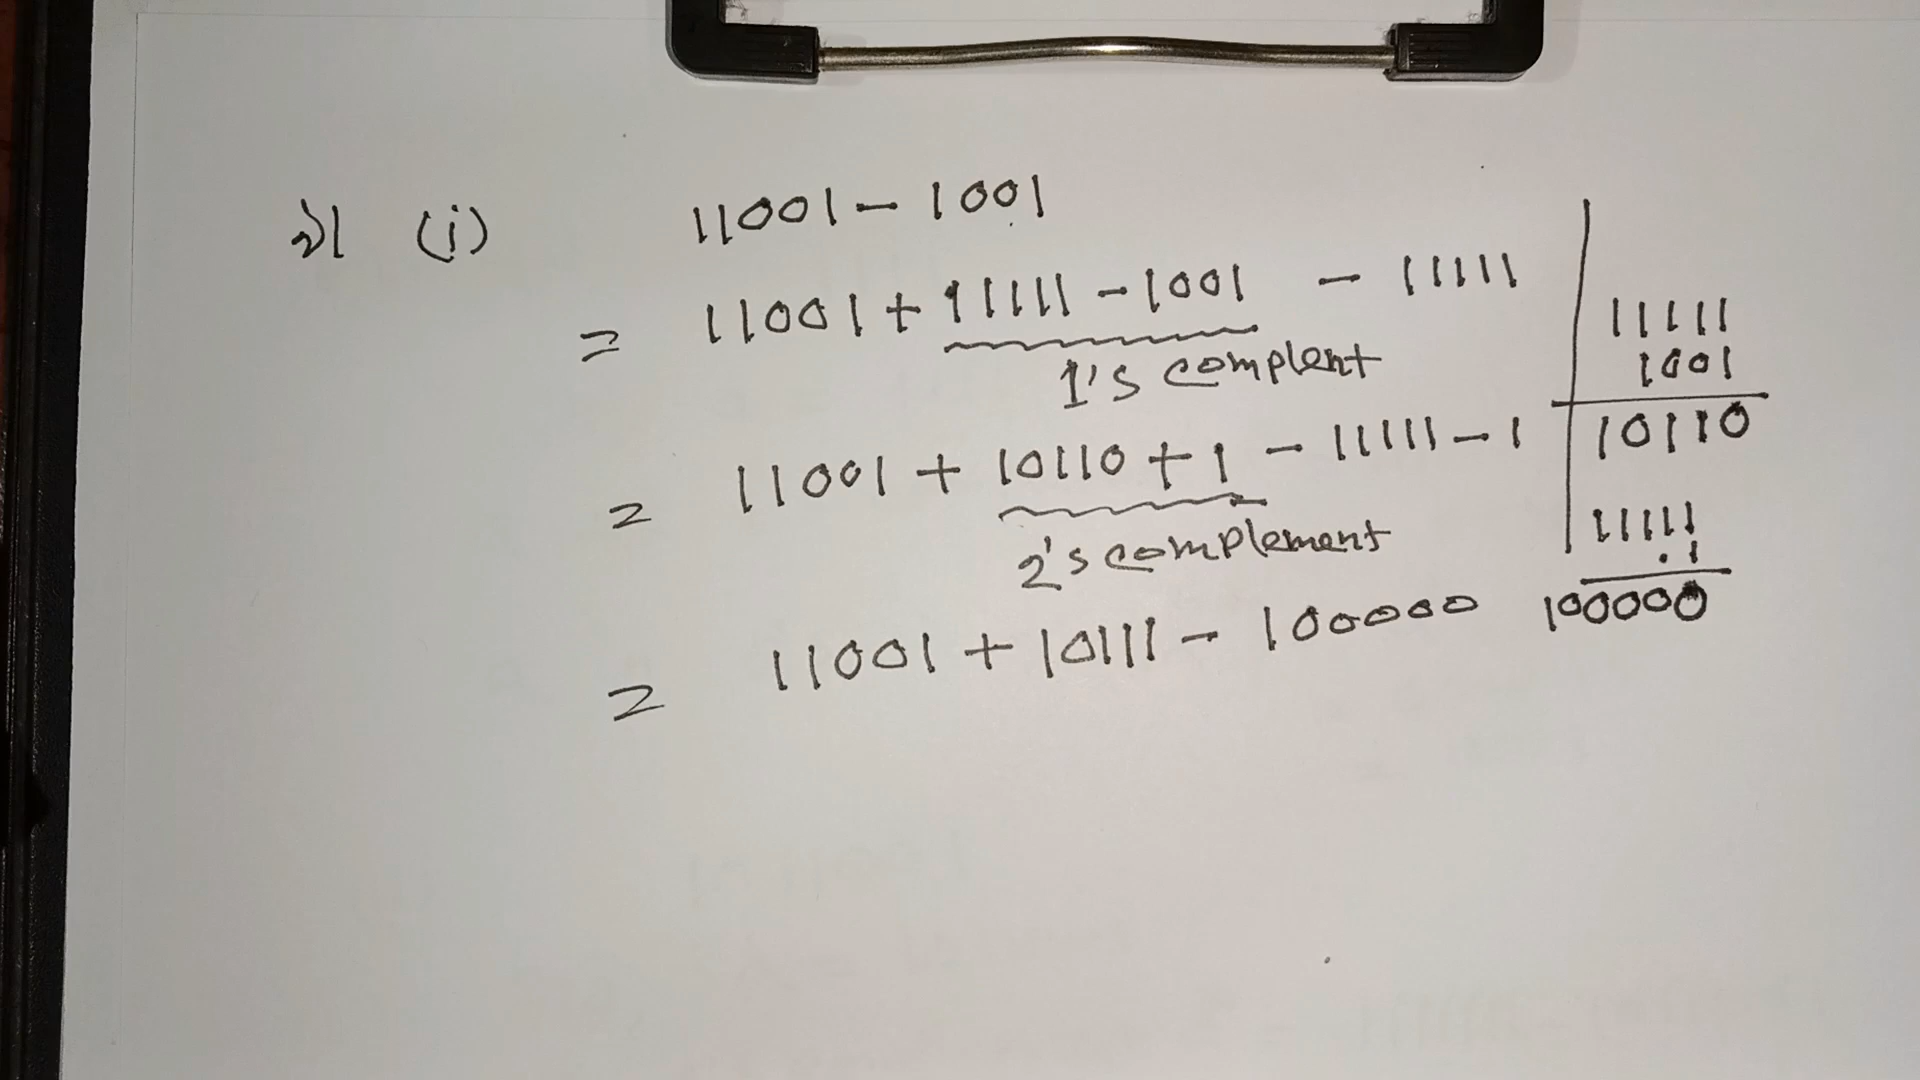 ২। (i) 11001 - 1001
= 11001 + 11111 - 1001 - 11111
1's complent
= 11001 + 10110 + 1 - 11111 - 1
2's complement
= 11001 + 10111 - 100000
11111
1001
10110
11111
1
100000